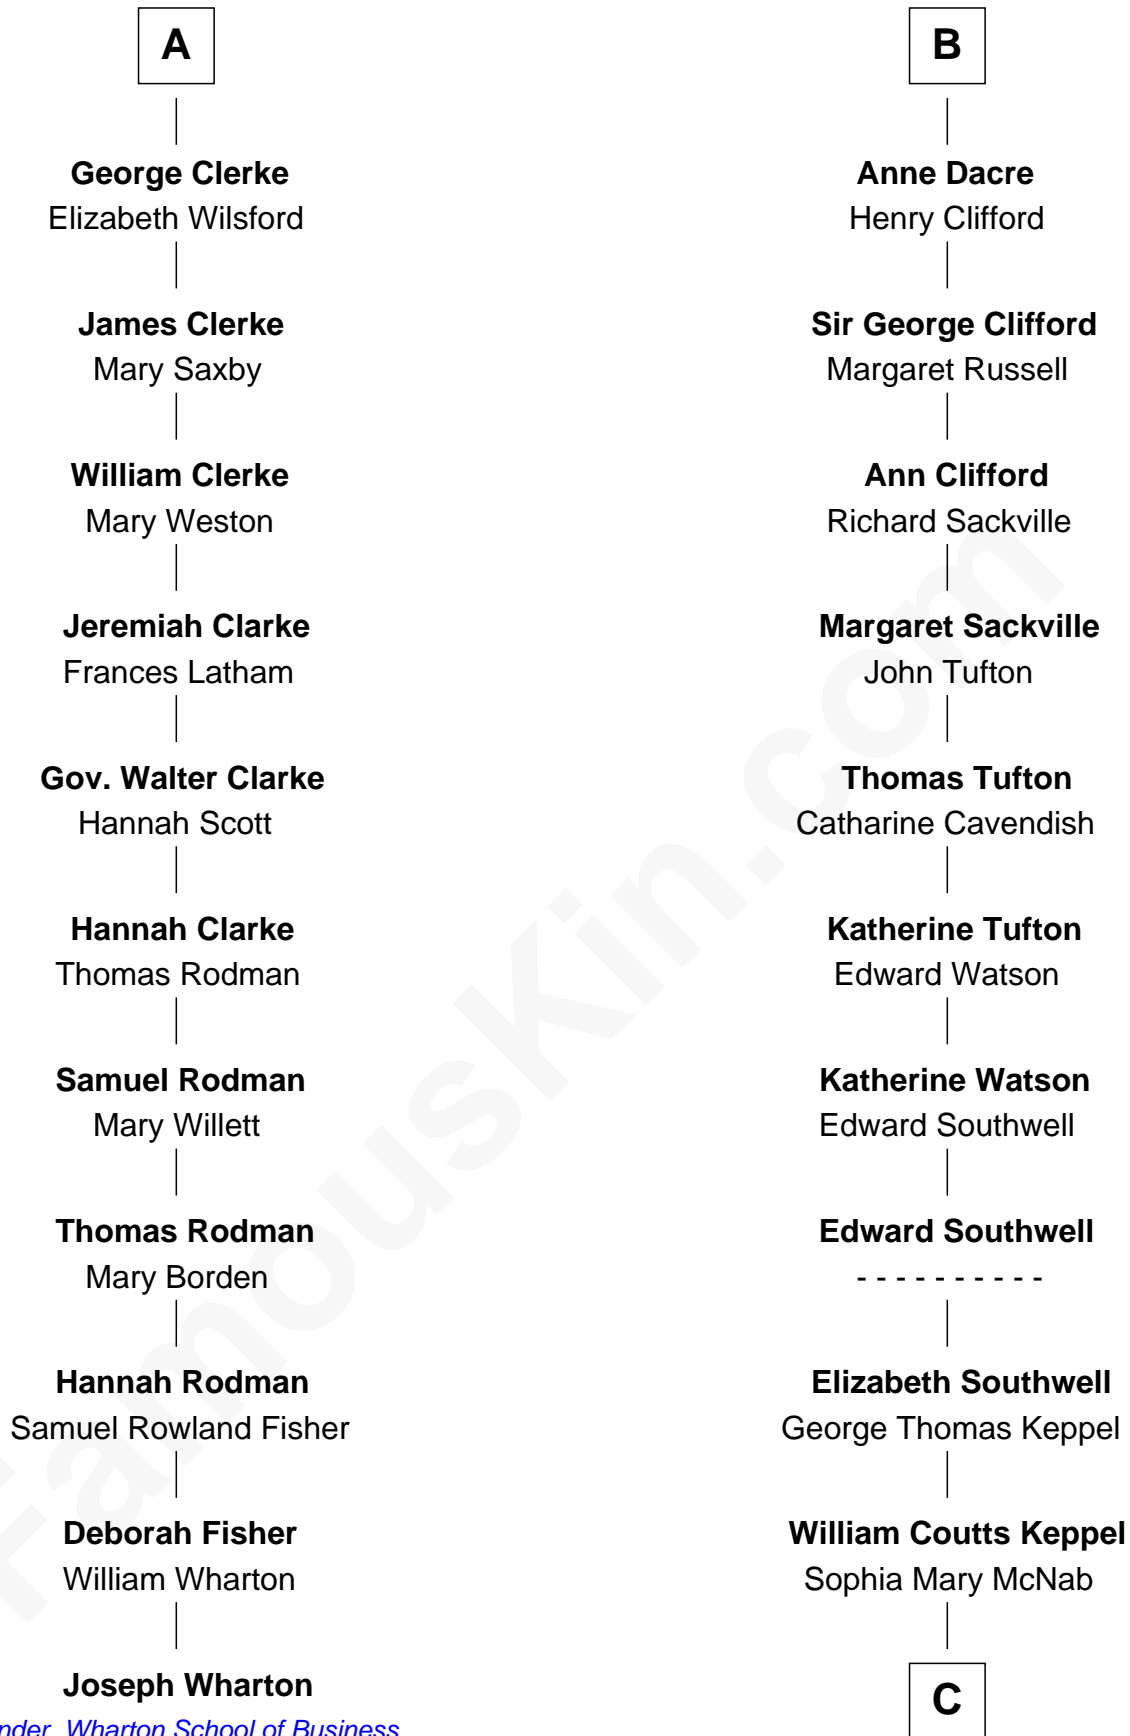 A
George Clerke
Elizabeth Wilsford
James Clerke
Mary Saxby
William Clerke
Mary Weston
Jeremiah Clarke
Frances Latham
Gov. Walter Clarke
Hannah Scott
Hannah Clarke
Thomas Rodman
Samuel Rodman
Mary Willett
Thomas Rodman
Mary Borden
Hannah Rodman
Samuel Rowland Fisher
Deborah Fisher
William Wharton
Joseph Wharton
Wharton School of Business
B
Anne Dacre
Henry Clifford
Sir George Clifford
Margaret Russell
Ann Clifford
Richard Sackville
Margaret Sackville
John Tufton
Thomas Tufton
Catharine Cavendish
Katherine Tufton
Edward Watson
Katherine Watson
Edward Southwell
Edward Southwell
- - - - - - - - - -
Elizabeth Southwell
George Thomas Keppel
William Coutts Keppel
Sophia Mary McNab
C
FamousKin.com